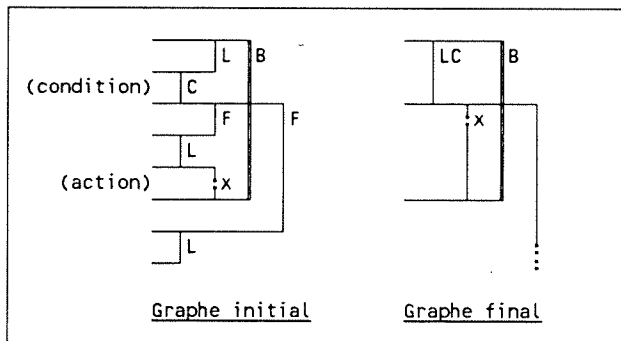 L B LC B
(condition) C
F F x
L
(action) x
L
Graphe initial Graphe final